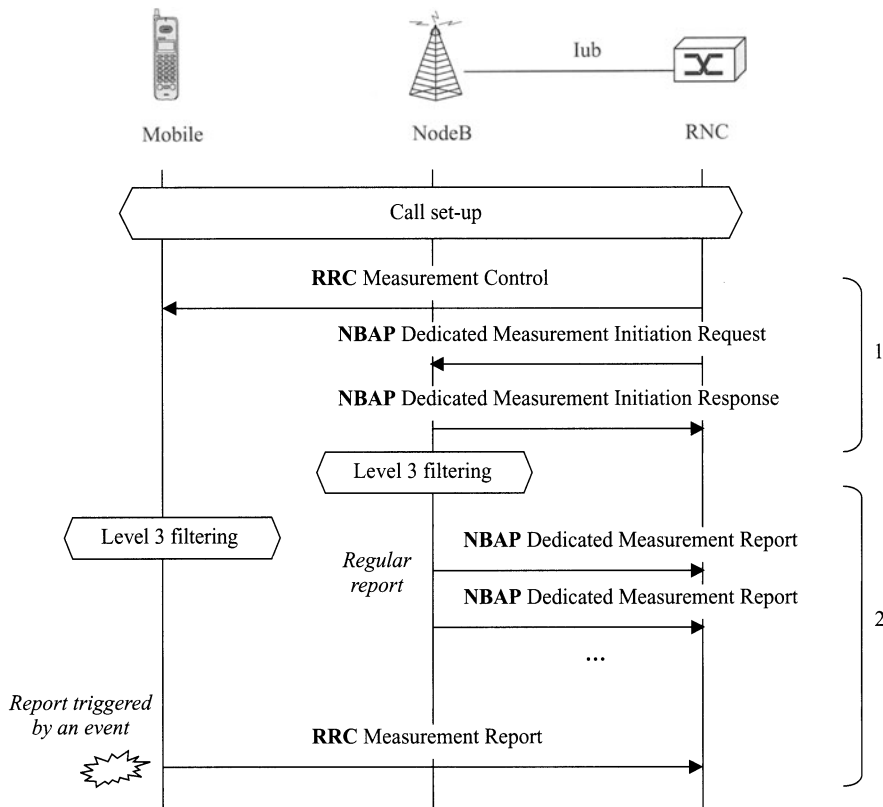 Iub
Mobile
NodeB
RNC
Call set-up
RRC Measurement Control
NBAP Dedicated Measurement Initiation Request
1
NBAP Dedicated Measurement Initiation Response
Level 3 filtering
Level 3 filtering
NBAP Dedicated Measurement Report
Regular
report
NBAP Dedicated Measurement Report
2
...
Report triggered
by an event
RRC Measurement Report